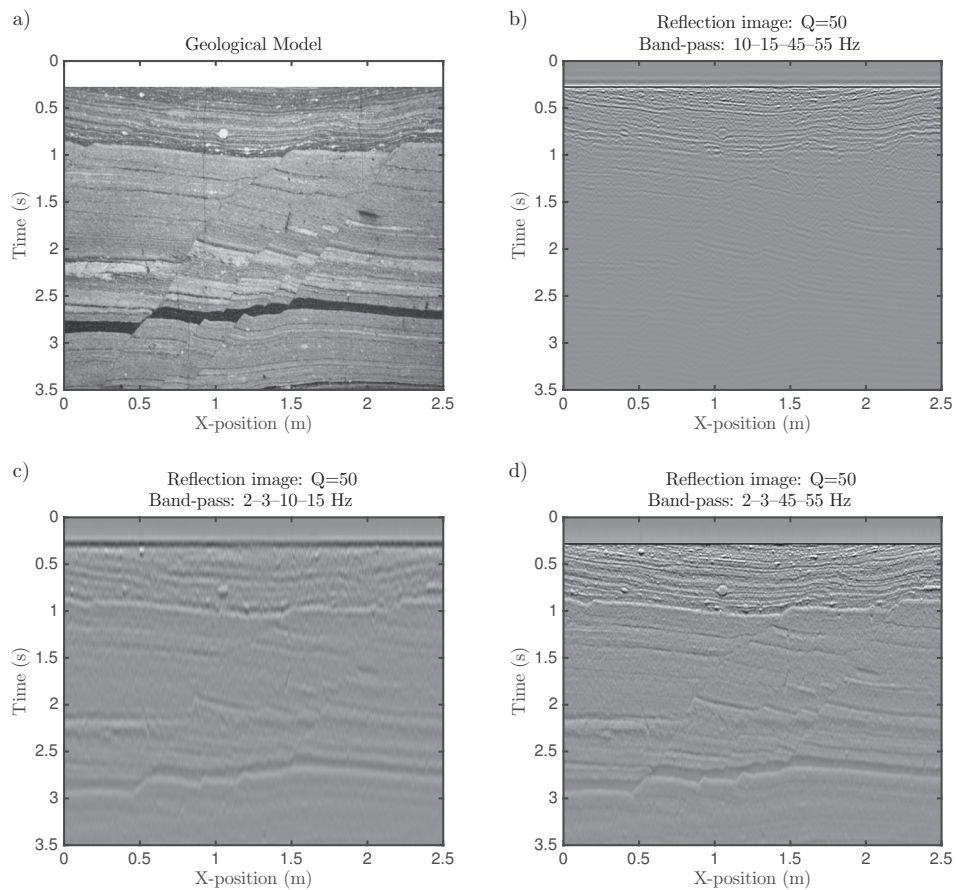 a)
Geological Model
0
0.5
1
1.5
2
2.5
3
3.5
Time (s)
0 0.5 1 1.5 2 2.5
X-position (m)
b)
Reflection image: Q=50
Band-pass: 10–15–45–55 Hz
0
0.5
1
1.5
2
2.5
3
3.5
Time (s)
0 0.5 1 1.5 2 2.5
X-position (m)
c)
Reflection image: Q=50
Band-pass: 2–3–10–15 Hz
0
0.5
1
1.5
2
2.5
3
3.5
Time (s)
0 0.5 1 1.5 2 2.5
X-position (m)
d)
Reflection image: Q=50
Band-pass: 2–3–45–55 Hz
0
0.5
1
1.5
2
2.5
3
3.5
Time (s)
0 0.5 1 1.5 2 2.5
X-position (m)